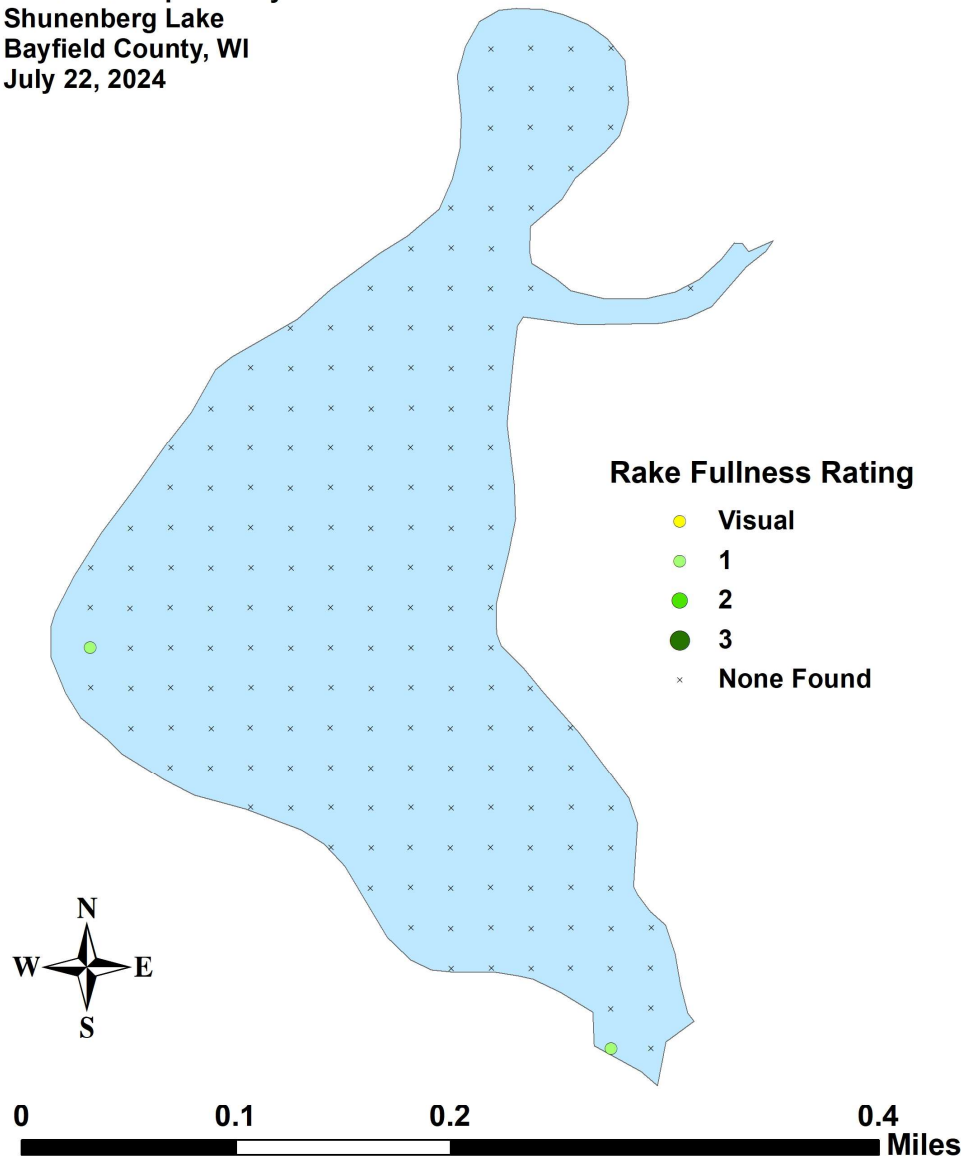 Shunenberg Lake
Bayfield County, WI
July 22, 2024
Rake Fullness Rating
Visual
1
2
3
None Found
N
W E
S
0 0.1 0.2 0.4
Miles